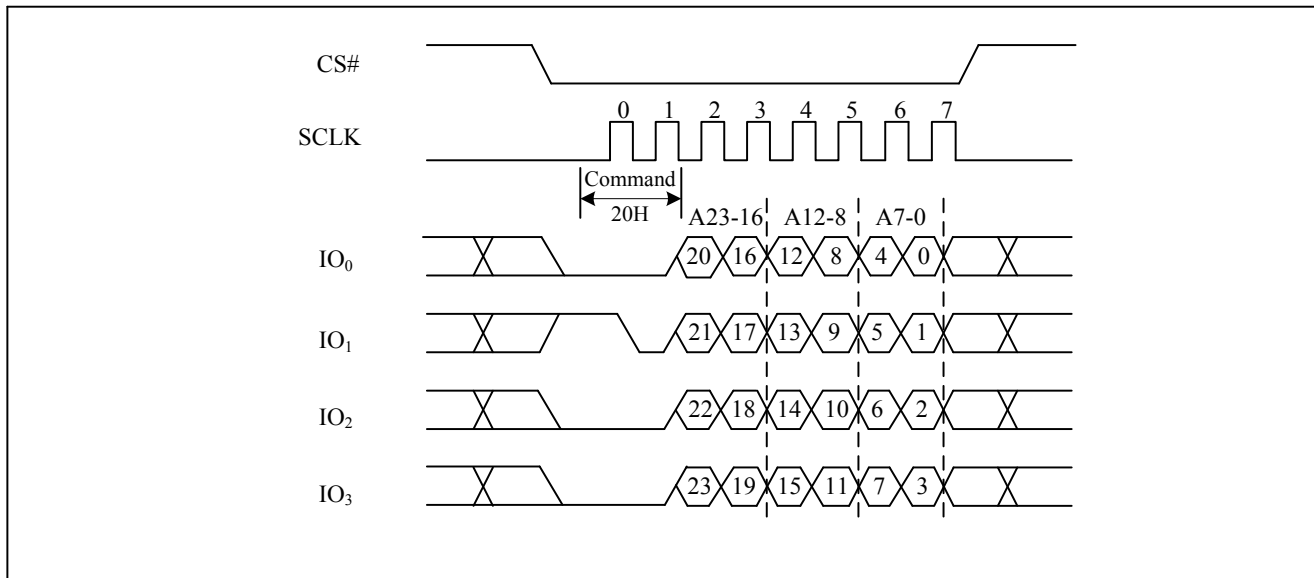 CS#
0 1 2 3 4 5 6 7
SCLK
Command
20H
A23-16 A12-8 A7-0
IO0 20 16 12 8 4 0
IO1 21 17 13 9 5 1
IO2 22 18 14 10 6 2
IO3 23 19 15 11 7 3